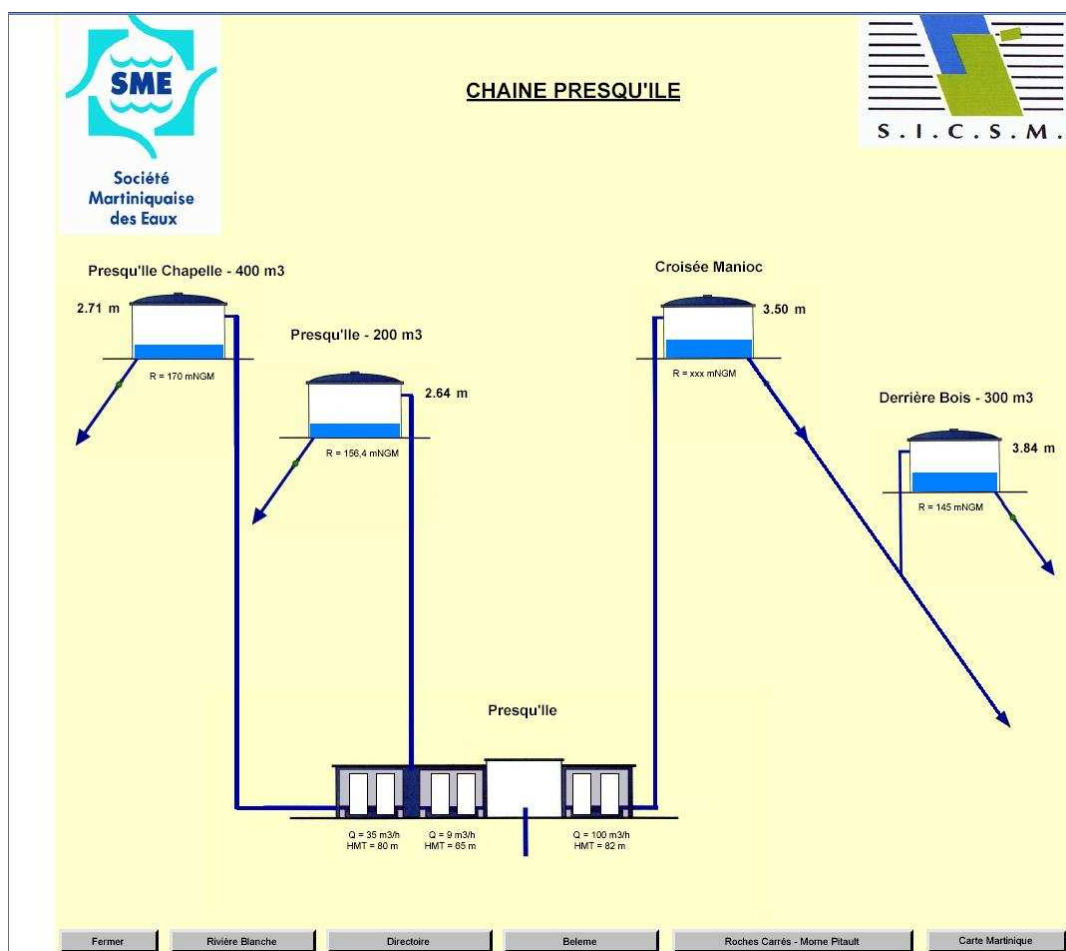 SME
Société
Martiniquaise
des Eaux
CHAINE PRESQU'ILE
S. I. C. S. M.
Presqu'Ile Chapelle - 400 m3
2.71 m
R = 170 mNGM
Presqu'Ile - 200 m3
2.64 m
R = 156,4 mNGM
Croisée Manioc
3.50 m
R = xxx mNGM
Derrière Bois - 300 m3
3.84 m
R = 145 mNGM
Presqu'Ile
Q = 35 m3/h
HMT = 80 m
Q = 9 m3/h
HMT = 65 m
Q = 100 m3/h
HMT = 82 m
Fermer
Rivière Blanche
Directoire
Beleme
Roches Carrés - Morne Pitault
Carte Martinique